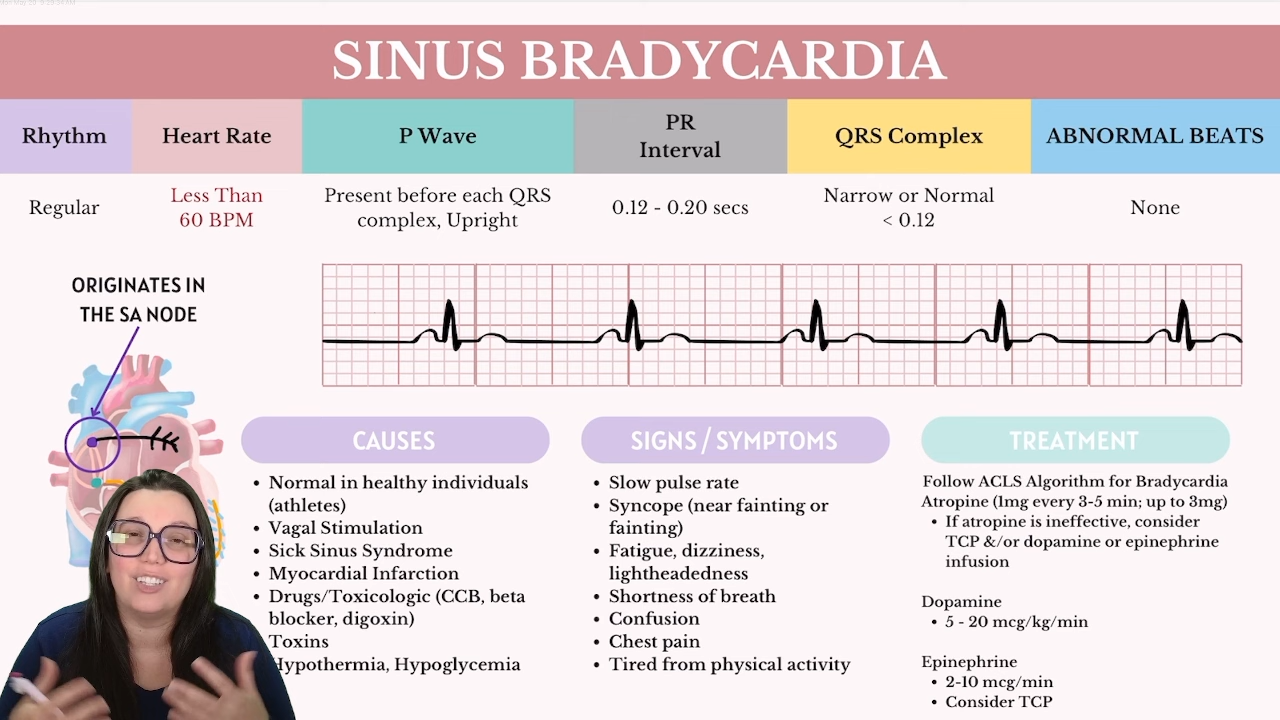 SINUS BRADYCARDIA
Rhythm
Heart Rate
P Wave
PR
Interval
QRS Complex
ABNORMAL BEATS
Regular
Less Than
60 BPM
Present before each QRS
complex, Upright
0.12 - 0.20 secs
Narrow or Normal
< 0.12
None
ORIGINATES IN
THE SA NODE
CAUSES
• Normal in healthy individuals
(athletes)
• Vagal Stimulation
• Sick Sinus Syndrome
• Myocardial Infarction
• Drugs/Toxicologic (CCB, beta
blocker, digoxin)
Toxins
Hypothermia, Hypoglycemia
SIGNS / SYMPTOMS
• Slow pulse rate
• Syncope (near fainting or
fainting)
• Fatigue, dizziness,
lightheadedness
• Shortness of breath
• Confusion
• Chest pain
• Tired from physical activity
TREATMENT
Follow ACLS Algorithm for Bradycardia
Atropine (1mg every 3-5 min; up to 3mg)
• If atropine is ineffective, consider
TCP &/or dopamine or epinephrine
infusion
Dopamine
• 5 - 20 mcg/kg/min
Epinephrine
• 2-10 mcg/min
• Consider TCP